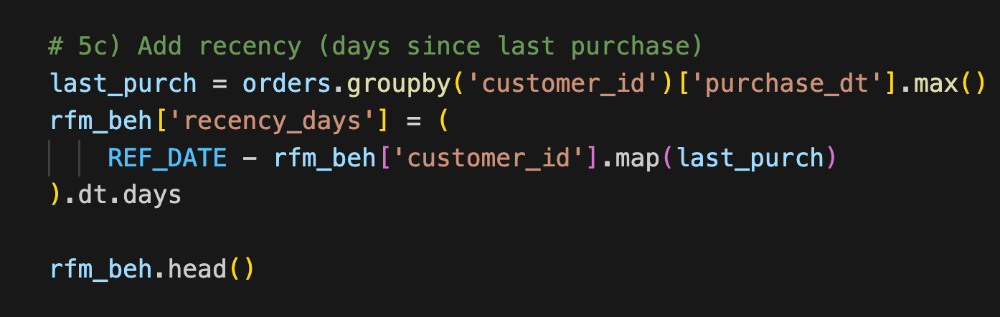 # 5c) Add recency (days since last purchase)
last_purch = orders.groupby('customer_id')['purchase_dt'].max()
rfm_beh['recency_days'] = (
    REF_DATE - rfm_beh['customer_id'].map(last_purch)
).dt.days
rfm_beh.head()